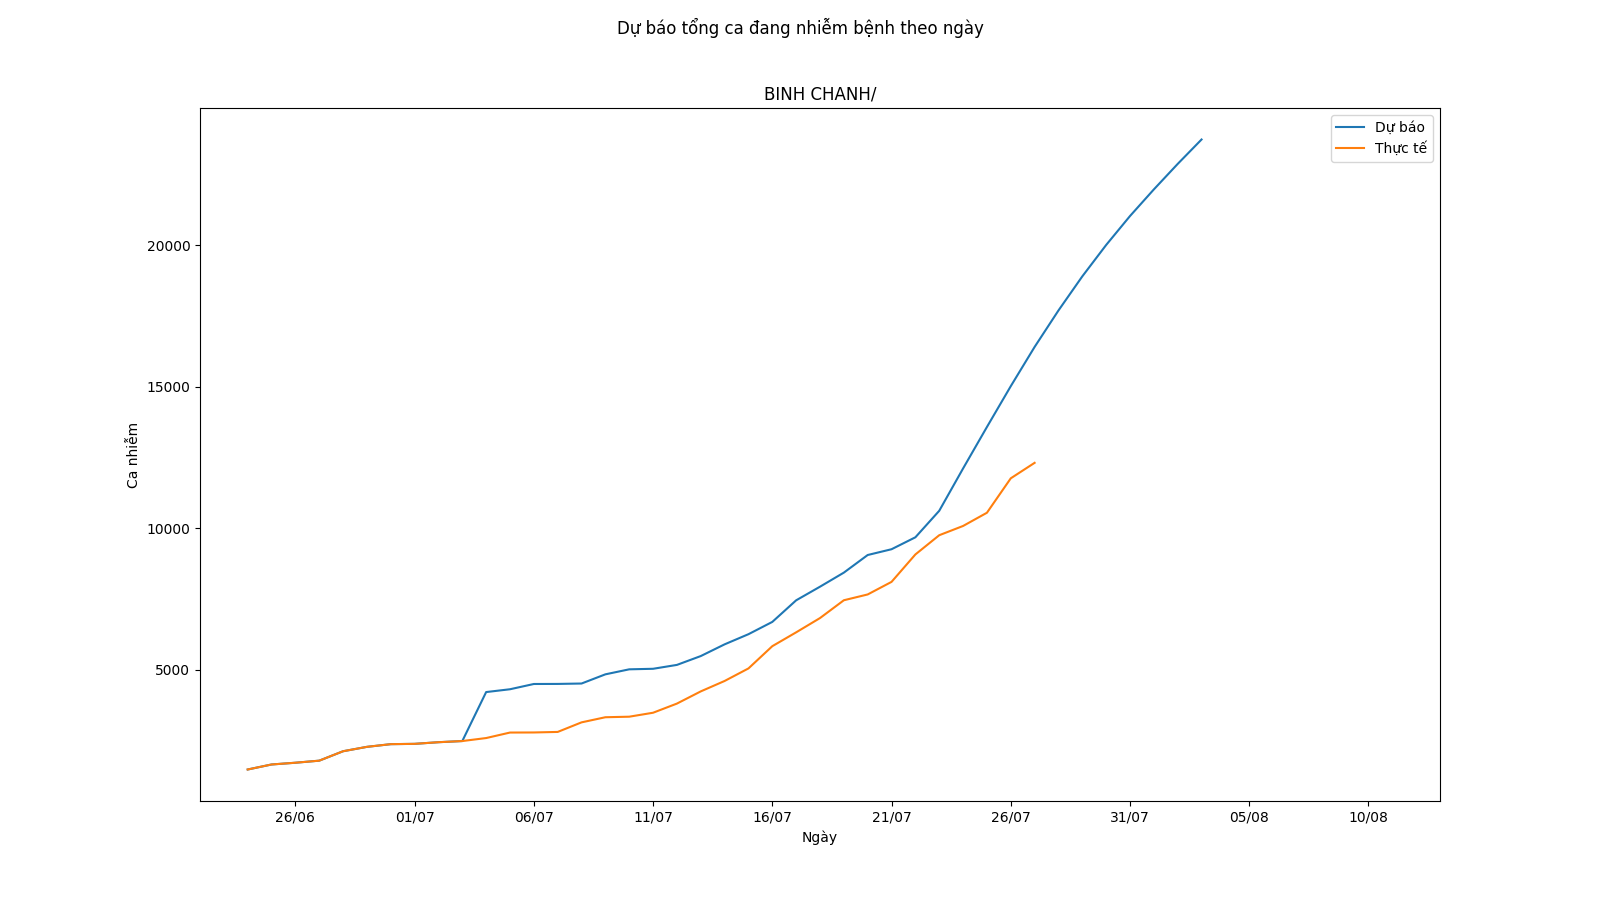 Dự báo tổng ca đang nhiễm bệnh theo ngày
BINH CHANH/
Dự báo
Thực tế
20000
15000
10000
5000
Ca nhiễm
26/06
01/07
06/07
11/07
16/07
21/07
26/07
31/07
05/08
10/08
Ngày